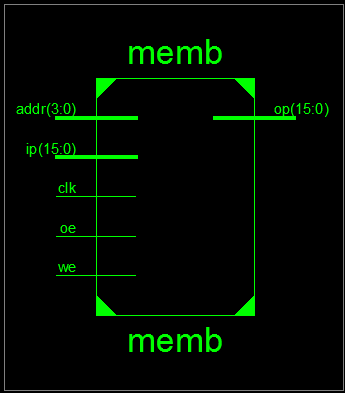 memb
addr(3:0)
op(15:0)
ip(15:0)
clk
oe
we
memb